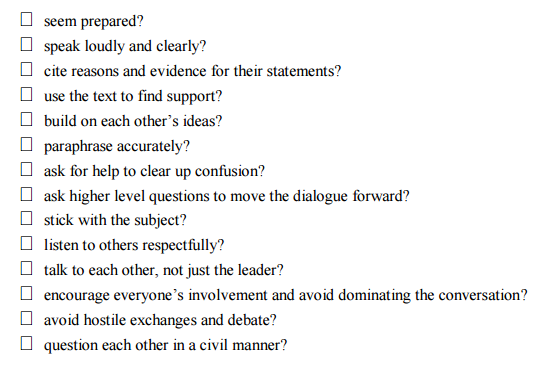 □ seem prepared?
□ speak loudly and clearly?
□ cite reasons and evidence for their statements?
□ use the text to find support?
□ build on each other’s ideas?
□ paraphrase accurately?
□ ask for help to clear up confusion?
□ ask higher level questions to move the dialogue forward?
□ stick with the subject?
□ listen to others respectfully?
□ talk to each other, not just the leader?
□ encourage everyone’s involvement and avoid dominating the conversation?
□ avoid hostile exchanges and debate?
□ question each other in a civil manner?